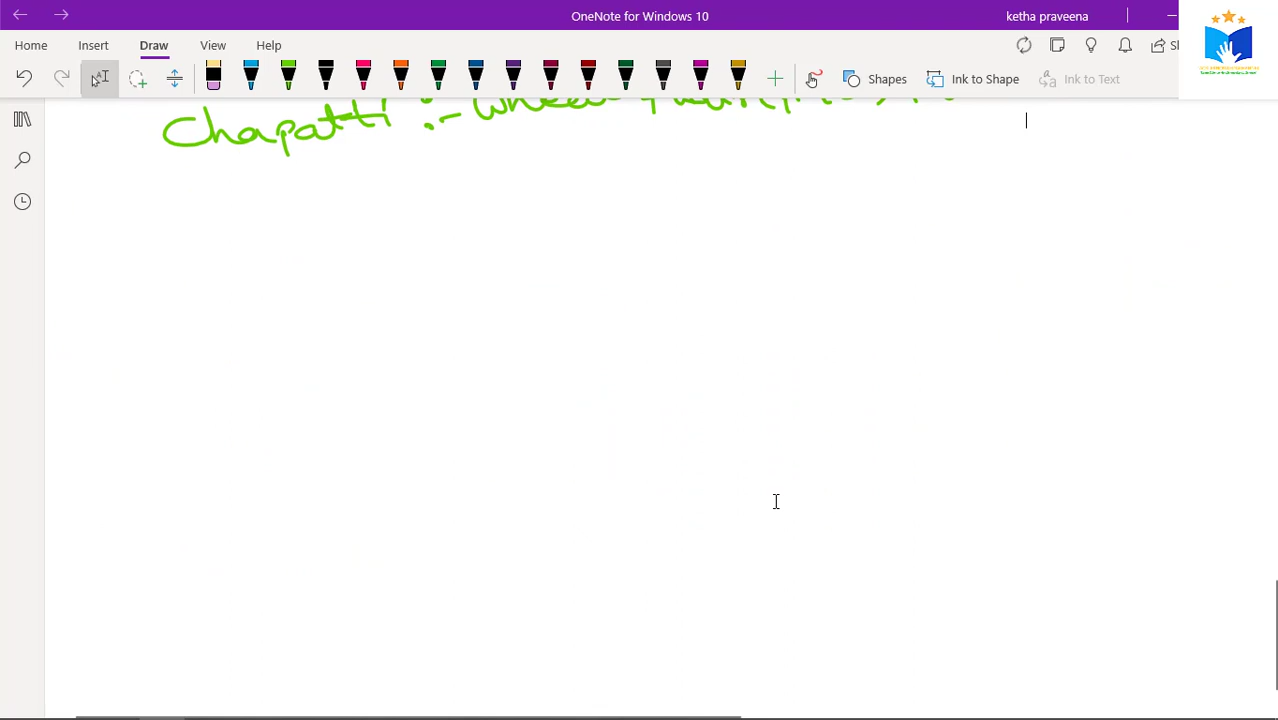 OneNote for Windows 10
ketha praveena
Home
Insert
Draw
View
Help
Shapes
Ink to Shape
Ink to Text
Chapatti :-